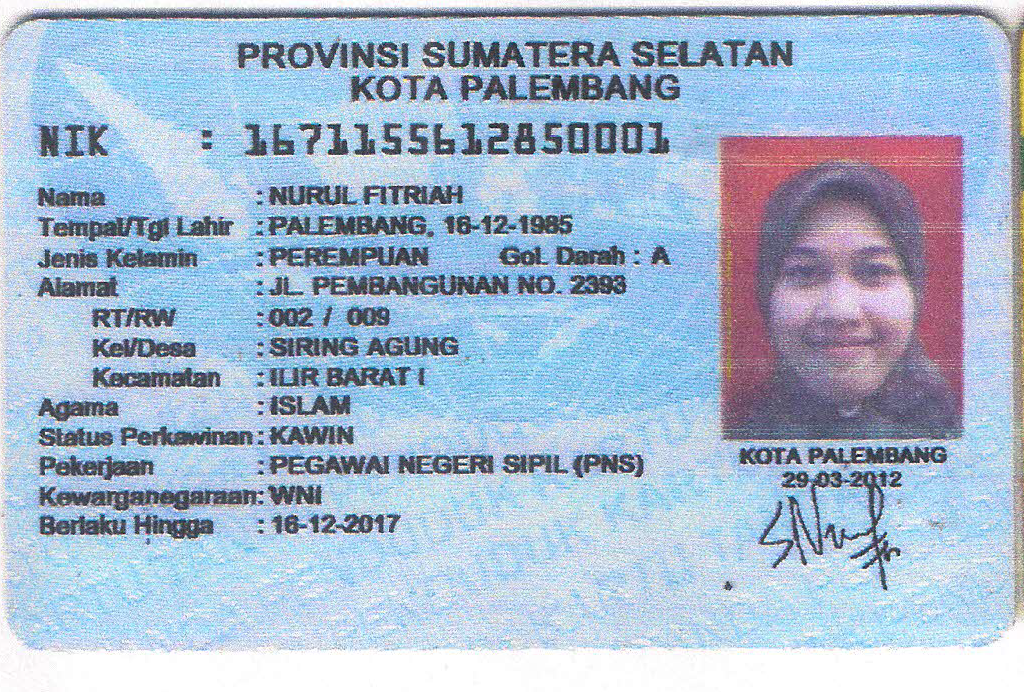 PROVINSI SUMATERA SELATAN
KOTA PALEMBANG
NIK : 1671155612850001
Nama : NURUL FITRIAH
Tempat/Tgl Lahir : PALEMBANG, 16-12-1985
Jenis Kelamin : PEREMPUAN Gol. Darah : A
Alamat : JL. PEMBANGUNAN NO. 2393
RT/RW : 002 / 009
Kel/Desa : SIRING AGUNG
Kecamatan : ILIR BARAT I
Agama : ISLAM
Status Perkawinan : KAWIN
Pekerjaan : PEGAWAI NEGERI SIPIL (PNS)
Kewarganegaraan: WNI
Berlaku Hingga : 16-12-2017
KOTA PALEMBANG
29-03-2012